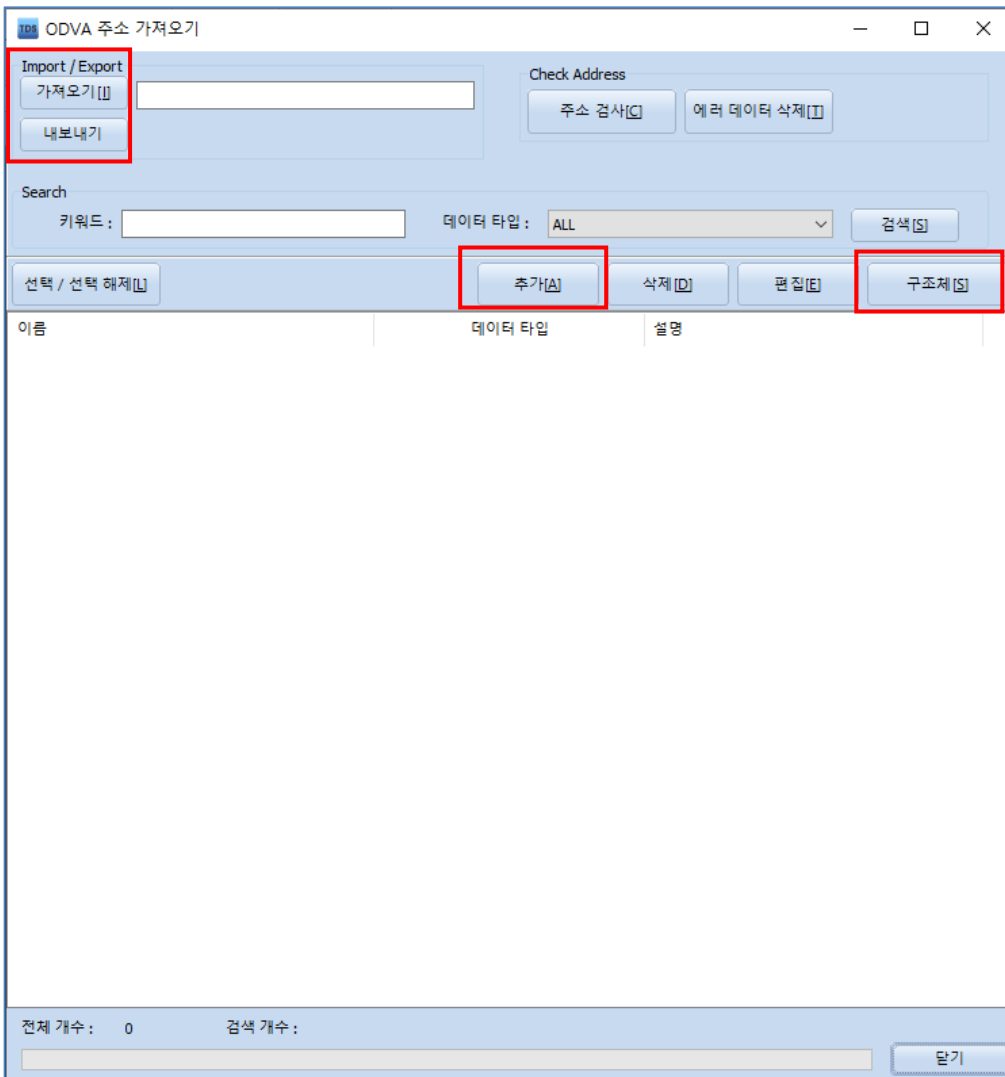 TDS ODVA 주소 가져오기
Import / Export
가져오기[I]
내보내기
Check Address
주소 검사[C] 에러 데이터 삭제[T]
Search
키워드 : 데이터 타입 : ALL 검색[S]
선택 / 선택 해제[L] 추가[A] 삭제[D] 편집[E] 구조체[S]
이름 데이터 타입 설명
전체 개수 : 0 검색 개수 :
닫기